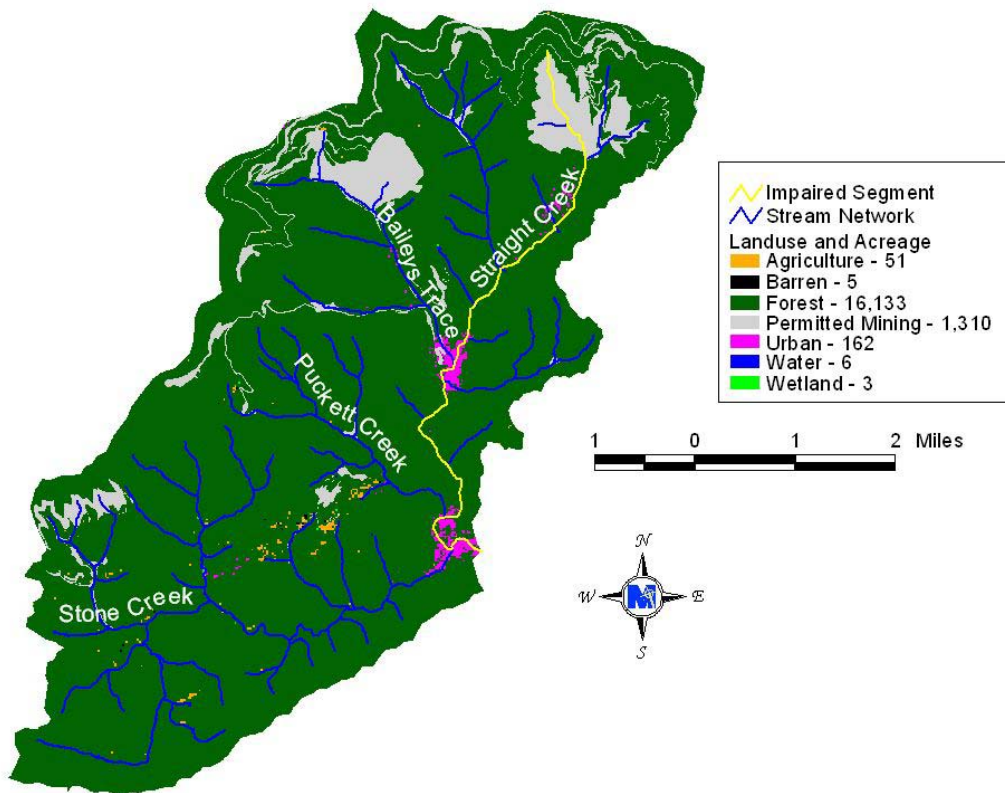 Straight Creek
Baileys Trace
Puckett Creek
Stone Creek
Impaired Segment
Stream Network
Landuse and Acreage
Agriculture - 51
Barren - 5
Forest - 16,133
Permitted Mining - 1,310
Urban - 162
Water - 6
Wetland - 3
1 0 1 2 Miles
N
W E
S